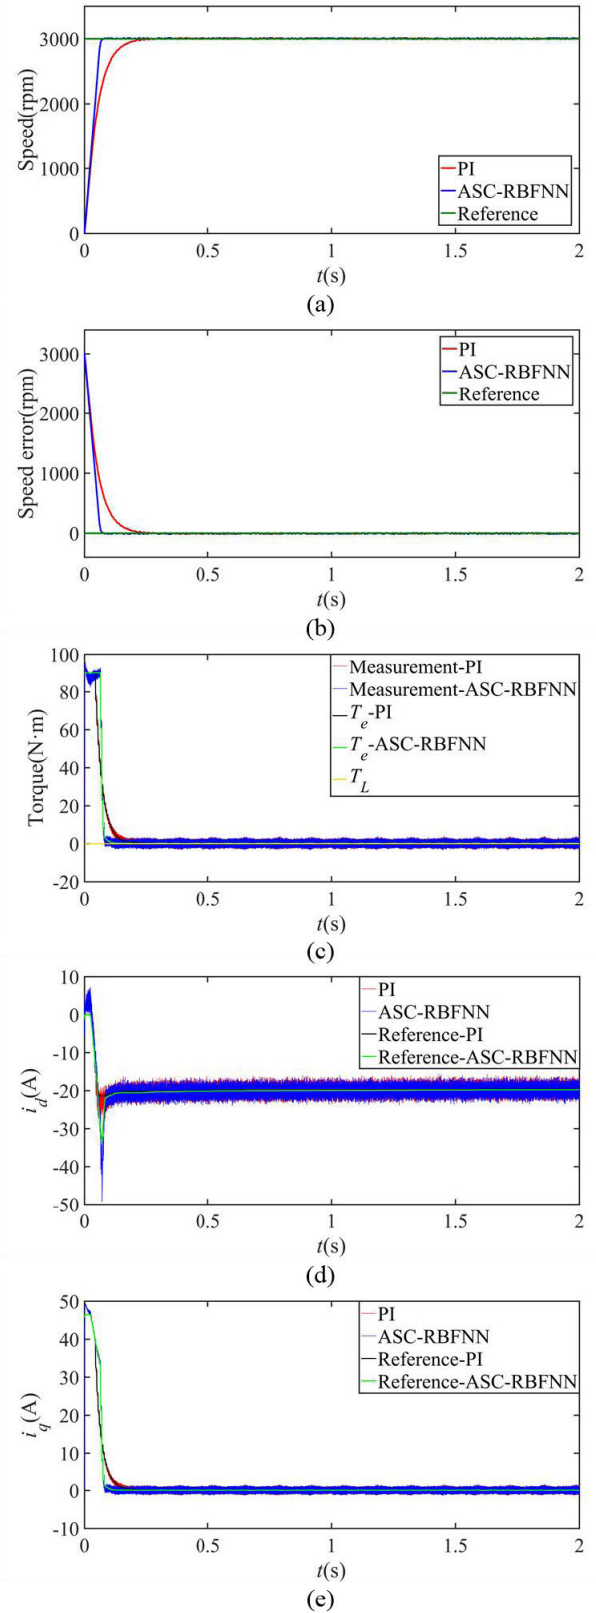 3000
2000
1000
0
Speed(rpm)
PI
ASC-RBFNN
Reference
0 0.5 1 1.5 2
t(s)
(a)
3000
2000
1000
0
Speed error(rpm)
PI
ASC-RBFNN
Reference
0 0.5 1 1.5 2
t(s)
(b)
100
80
60
40
20
0
-20
Torque(N·m)
Measurement-PI
Measurement-ASC-RBFNN
T_e-PI
T_e-ASC-RBFNN
T_L
0 0.5 1 1.5 2
t(s)
(c)
10
0
-10
-20
-30
-40
-50
i_d(A)
PI
ASC-RBFNN
Reference-PI
Reference-ASC-RBFNN
0 0.5 1 1.5 2
t(s)
(d)
50
40
30
20
10
0
-10
i_q(A)
PI
ASC-RBFNN
Reference-PI
Reference-ASC-RBFNN
0 0.5 1 1.5 2
t(s)
(e)